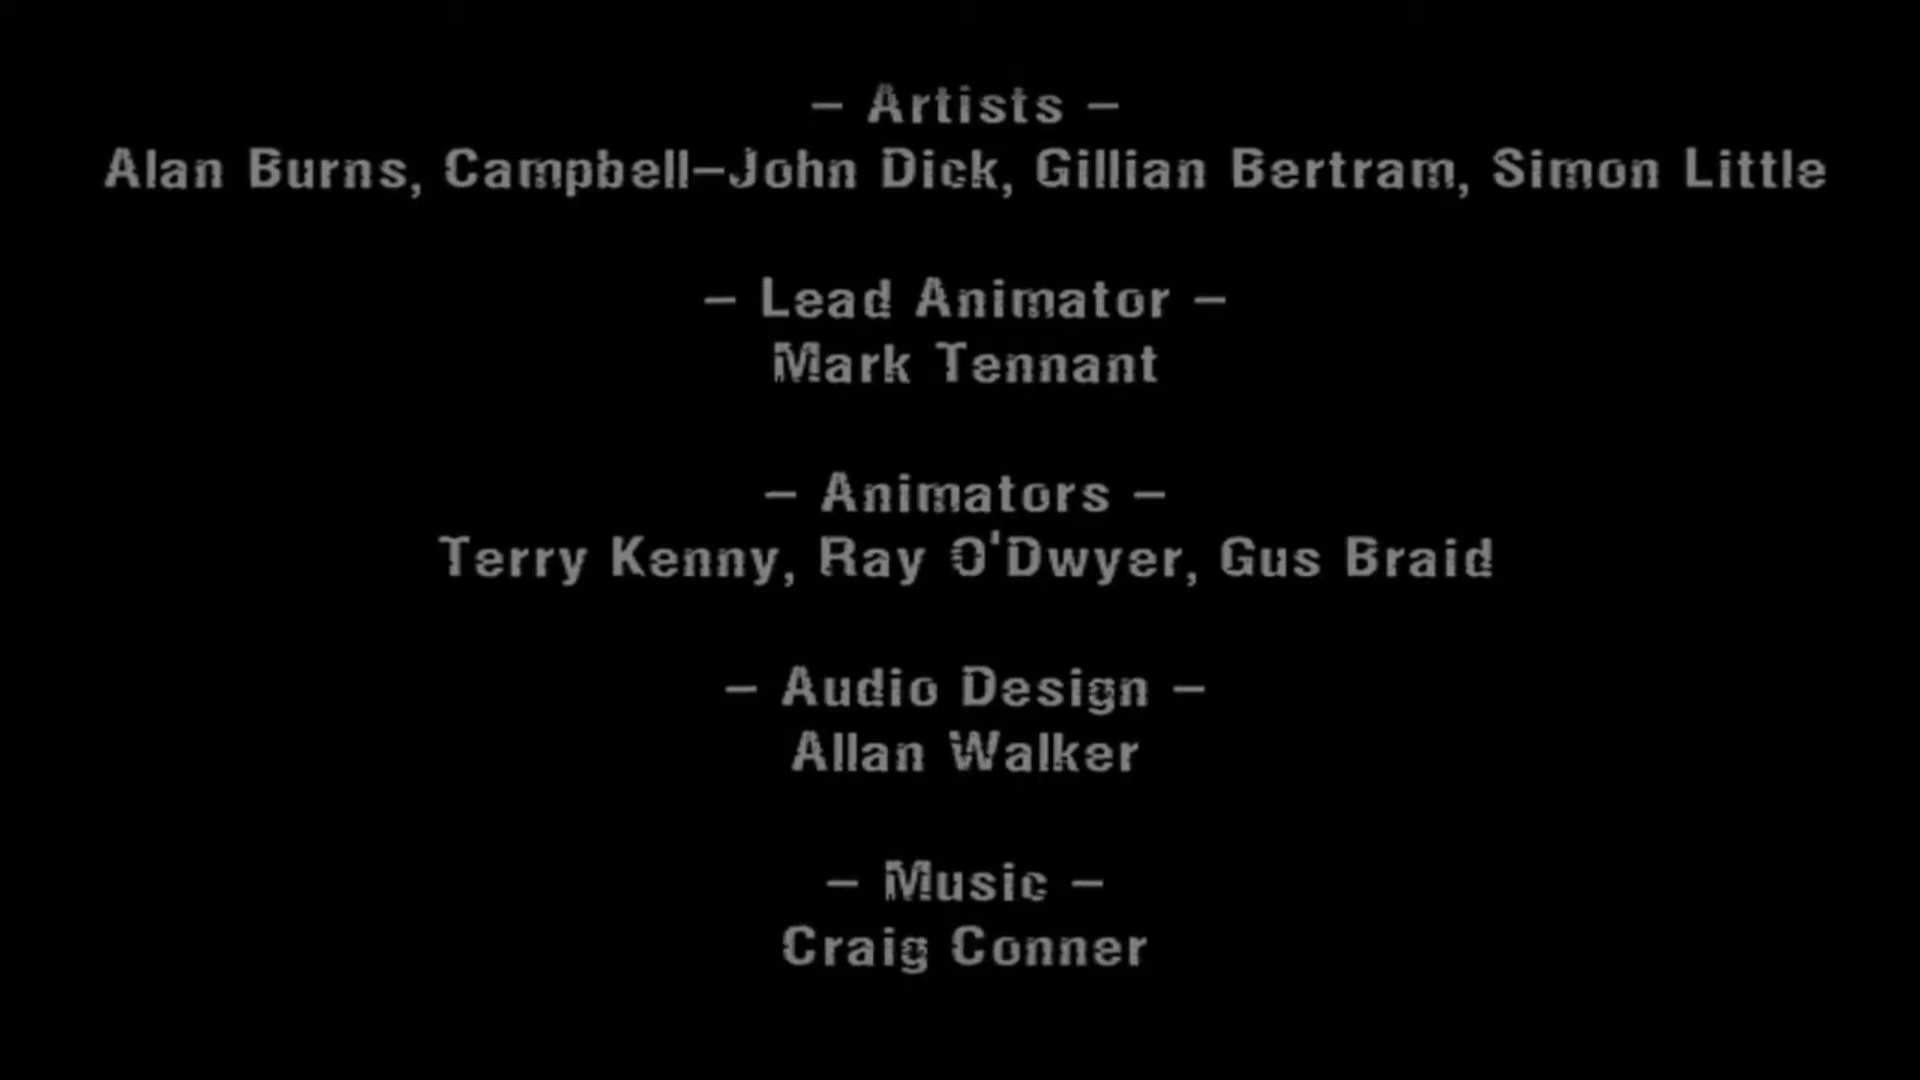 – Artists –
Alan Burns, Campbell–John Dick, Gillian Bertram, Simon Little
– Lead Animator –
Mark Tennant
– Animators –
Terry Kenny, Ray O'Dwyer, Gus Braid
– Audio Design –
Allan Walker
– Music –
Craig Conner